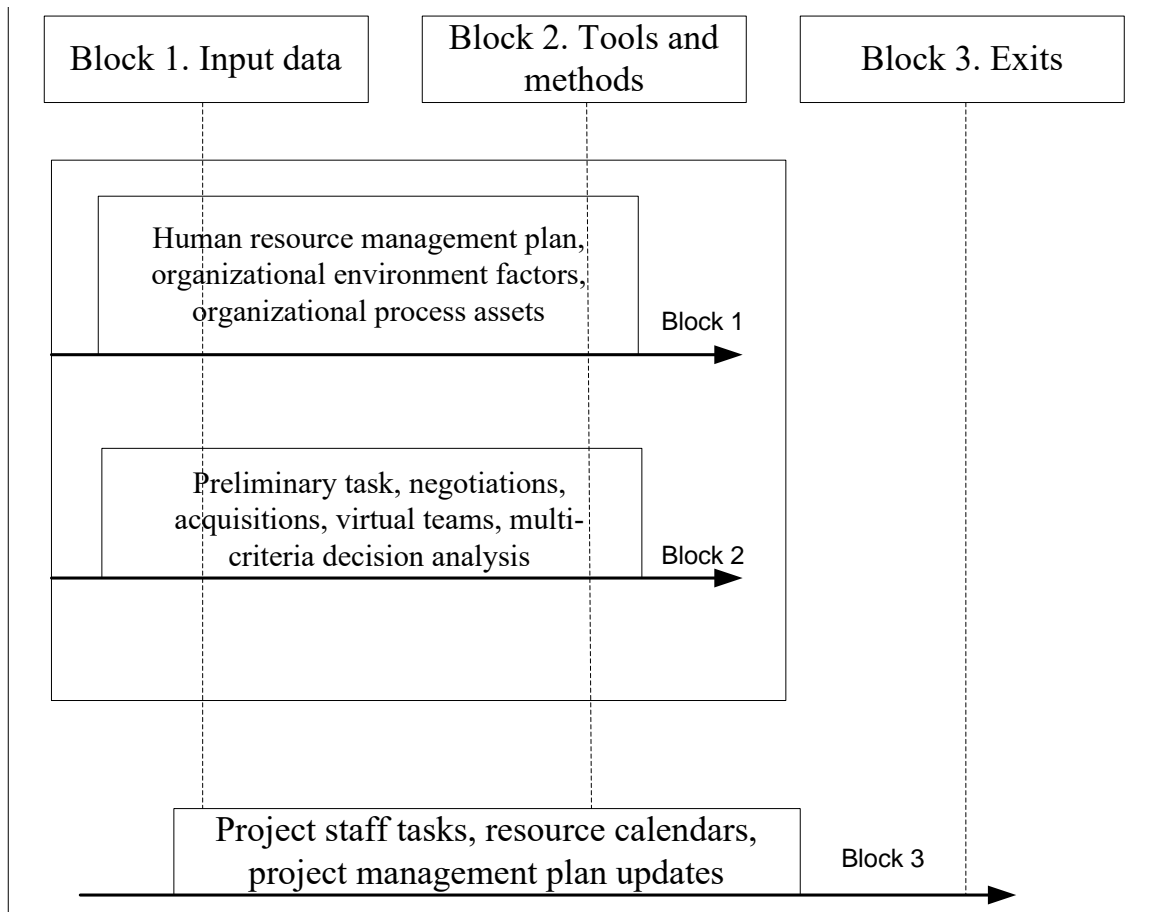 Block 1. Input data
Block 2. Tools and
methods
Block 3. Exits
Human resource management plan,
organizational environment factors,
organizational process assets
Block 1
Preliminary task, negotiations,
acquisitions, virtual teams, multi-
criteria decision analysis
Block 2
Project staff tasks, resource calendars,
project management plan updates
Block 3